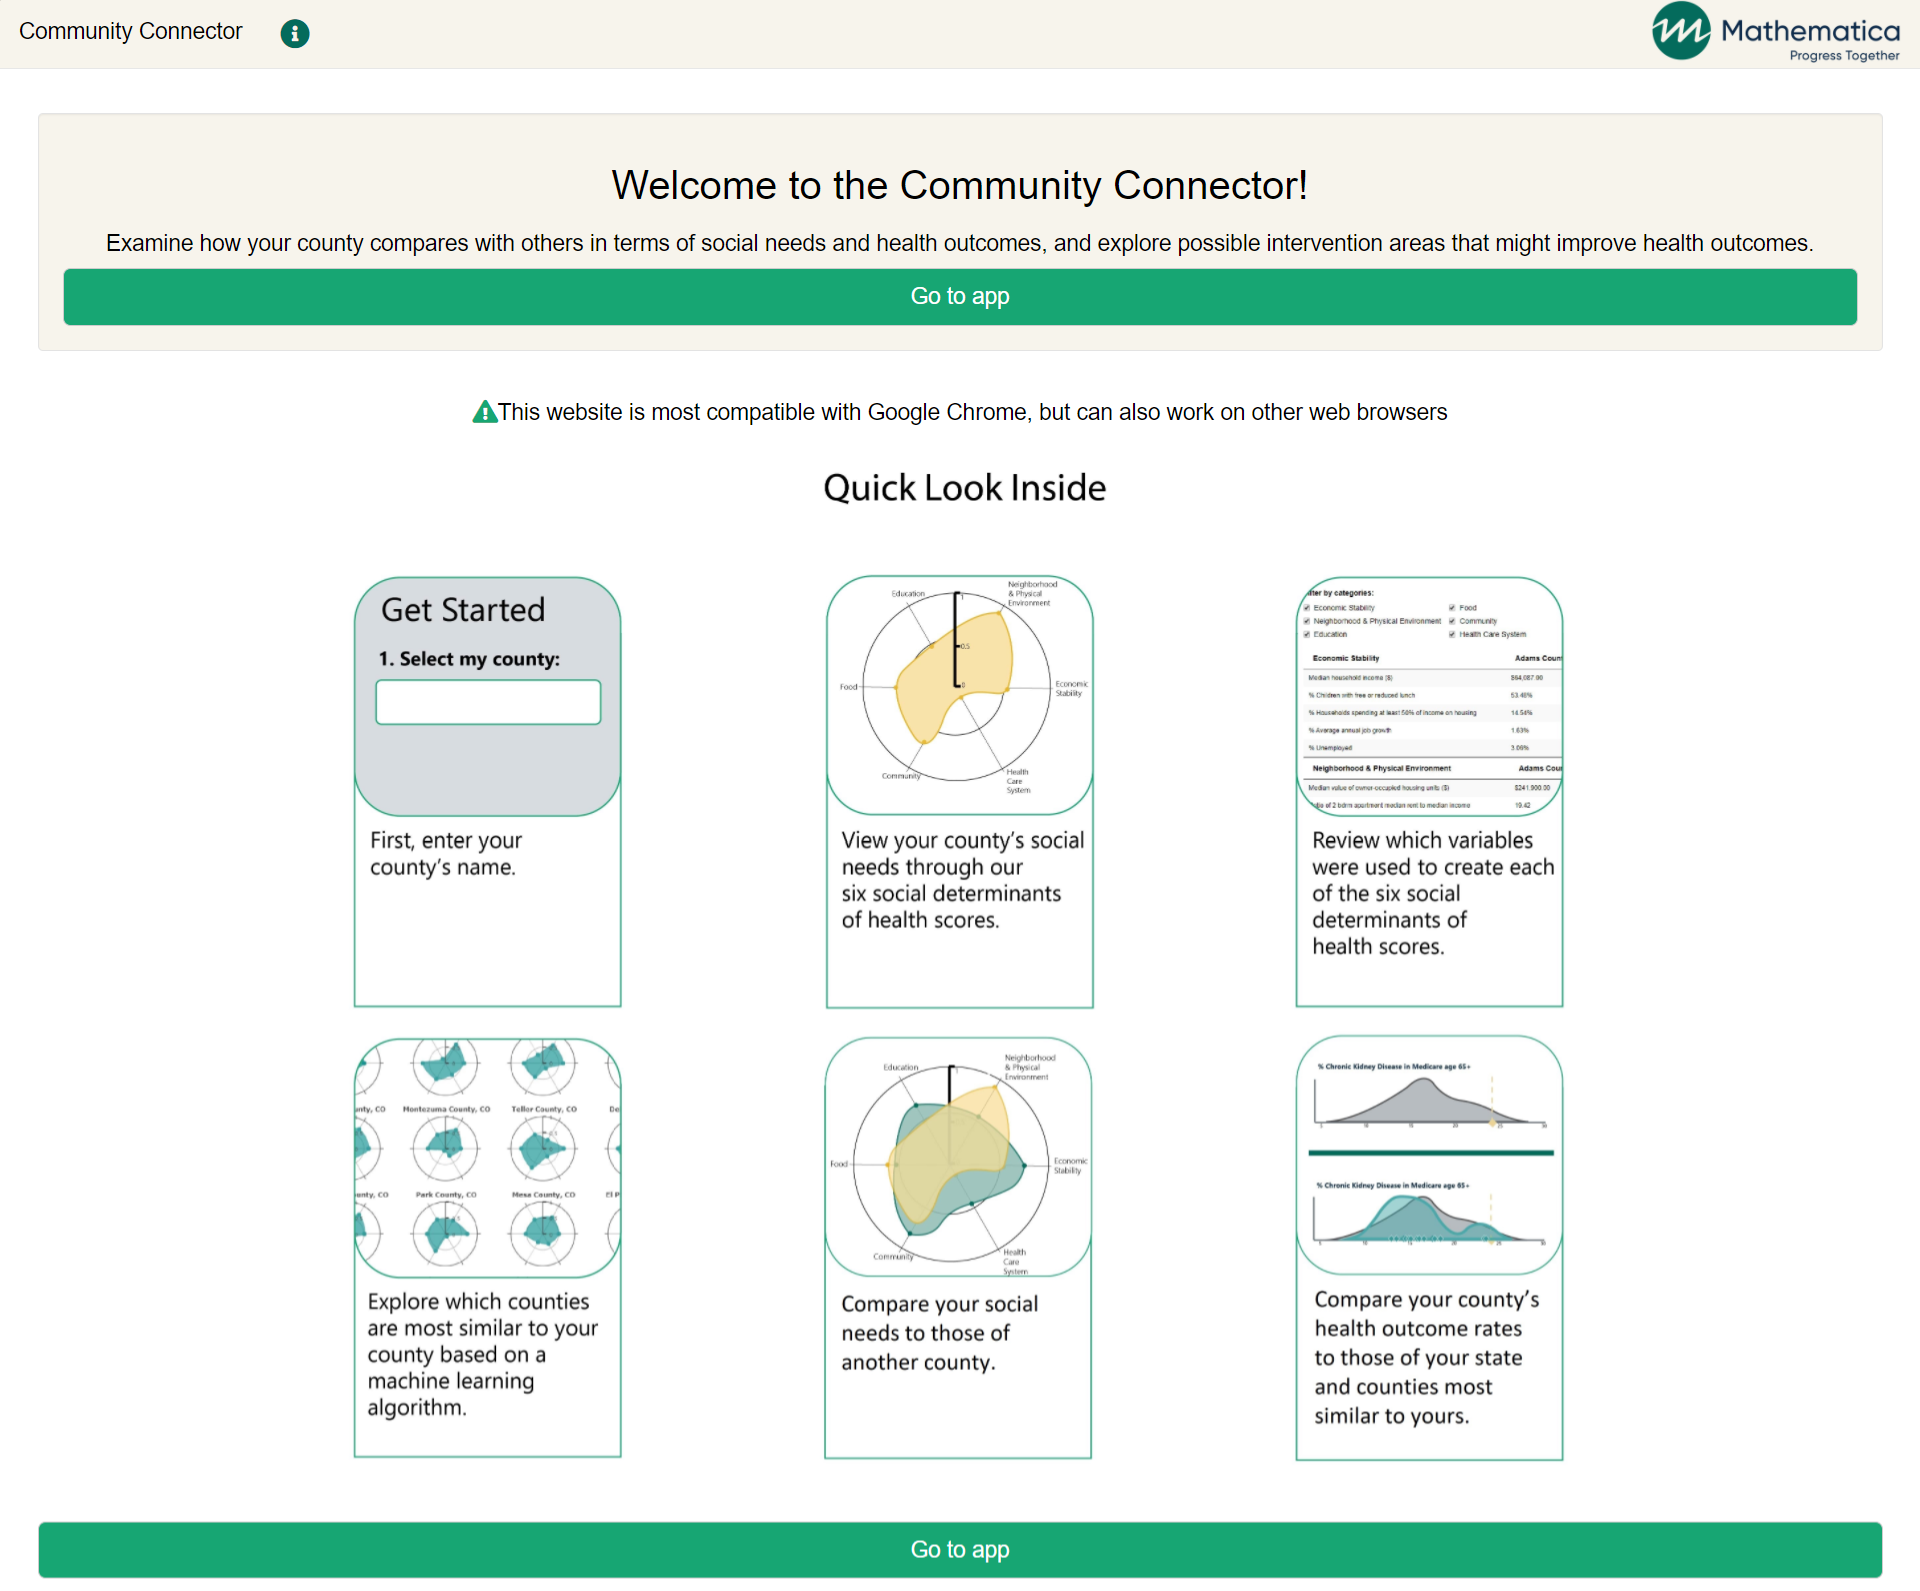 Community Connector
Mathematica
Progress Together
Welcome to the Community Connector!
Examine how your county compares with others in terms of social needs and health outcomes, and explore possible intervention areas that might improve health outcomes.
Go to app
This website is most compatible with Google Chrome, but can also work on other web browsers
Quick Look Inside
Get Started
1. Select my county:
First, enter your
county's name.
Education
Neighborhood
& Physical
Environment
1
0.5
0
Food
Economic
Stability
Community
Health
Care
System
View your county's social
needs through our
six social determinants
of health scores.
by categories:
Economic Stability
Food
Neighborhood & Physical Environment
Community
Education
Health Care System
Economic Stability
Adams
Median household income ($)
$64,087.00
% Children with free or reduced lunch
53.48%
% Households spending at least 50% of income on housing
14.54%
% Average annual job growth
1.63%
% Unemployed
3.00%
Neighborhood & Physical Environment
Adams
Median value of owner-occupied housing units ($)
$241,900.00
of 2 bdrm apartment median rent to median income
19.42
Review which variables
were used to create each
of the six social
determinants of
health scores.
CO
Montezuma County, CO
Teller County, CO
CO
Park County, CO
Mesa County, CO
Explore which counties
are most similar to your
county based on a
machine learning
algorithm.
Education
Neighborhood
& Physical
Environment
Food
Economic
Stability
Community
Health
Care
System
Compare your social
needs to those of
another county.
% Chronic Kidney Disease in Medicare age 65+
5 10 15 20 25 30
% Chronic Kidney Disease in Medicare age 65+
Compare your county's
health outcome rates
to those of your state
and counties most
similar to yours.
Go to app